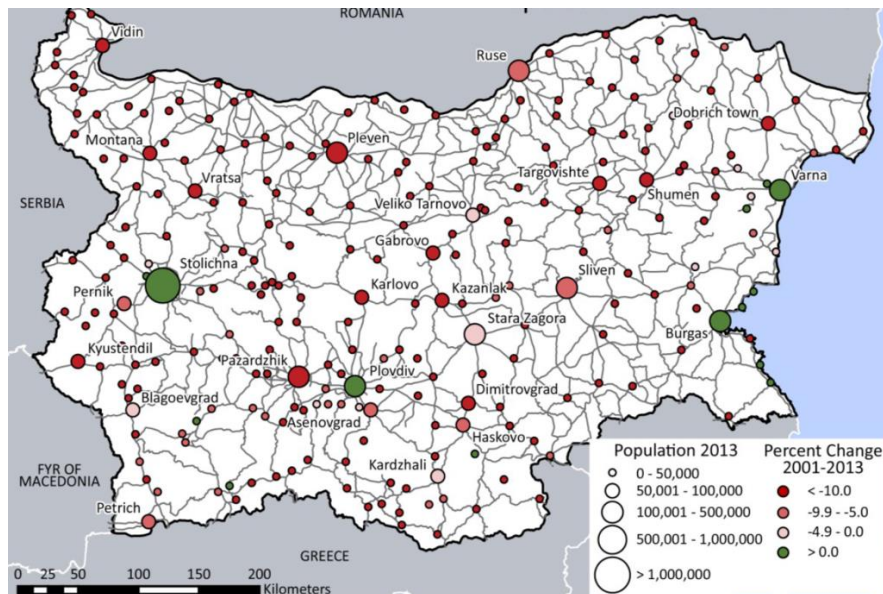 ROMANIA
Vidin
Ruse
Dobrich town
Montana
Pleven
Vratsa
Targovishte
Shumen
Varna
SERBIA
Veliko Tarnovo
Gabrovo
Stolichna
Sliven
Pernik
Karlovo
Kazanlak
Stara Zagora
Burgas
Kyustendil
Pazardzhik
Plovdiv
Blagoevgrad
Dimitrovgrad
Asenovgrad
Haskovo
FYR OF
MACEDONIA
Kardzhali
Petrich
GREECE
Population 2013
0 - 50,000
50,001 - 100,000
100,001 - 500,000
500,001 - 1,000,000
> 1,000,000
Percent Change
2001-2013
< -10.0
-9.9 - -5.0
-4.9 - 0.0
> 0.0
0 25 50 100 150 200
Kilometers